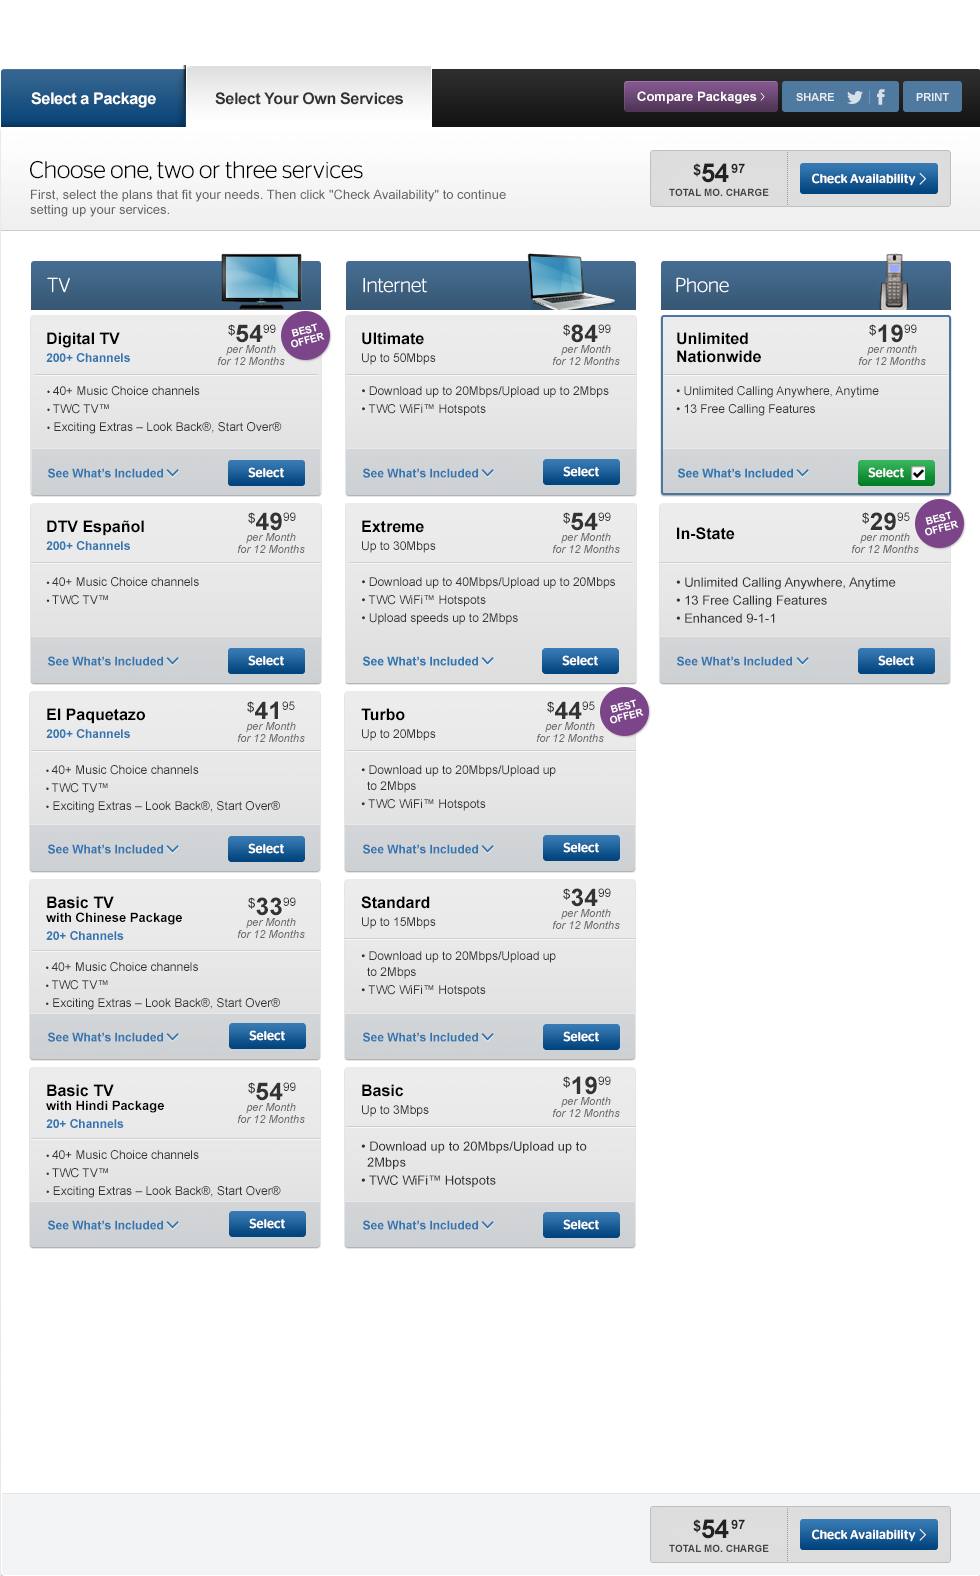 Select a Package
Select Your Own Services
Compare Packages
SHARE
PRINT
Choose one, two or three services
First, select the plans that fit your needs. Then click "Check Availability" to continue
setting up your services.
$54 97
TOTAL MO. CHARGE
Check Availability
TV
Digital TV
200+ Channels
$54 99
per Month
for 12 Months
BEST
OFFER
• 40+ Music Choice channels
• TWC TV™
• Exciting Extras – Look Back®, Start Over®
See What's Included
Select
DTV Español
200+ Channels
$49 99
per Month
for 12 Months
• 40+ Music Choice channels
• TWC TV™
See What's Included
Select
El Paquetazo
200+ Channels
$41 95
per Month
for 12 Months
• 40+ Music Choice channels
• TWC TV™
• Exciting Extras – Look Back®, Start Over®
See What's Included
Select
Basic TV
with Chinese Package
20+ Channels
$33 99
per Month
for 12 Months
• 40+ Music Choice channels
• TWC TV™
• Exciting Extras – Look Back®, Start Over®
See What's Included
Select
Basic TV
with Hindi Package
20+ Channels
$54 99
per Month
for 12 Months
• 40+ Music Choice channels
• TWC TV™
• Exciting Extras – Look Back®, Start Over®
See What's Included
Select
Internet
Ultimate
Up to 50Mbps
$84 99
per Month
for 12 Months
• Download up to 20Mbps/Upload up to 2Mbps
• TWC WiFi™ Hotspots
See What's Included
Select
Extreme
Up to 30Mbps
$54 99
per Month
for 12 Months
• Download up to 40Mbps/Upload up to 20Mbps
• TWC WiFi™ Hotspots
• Upload speeds up to 2Mbps
See What's Included
Select
Turbo
Up to 20Mbps
$44 95
per Month
for 12 Months
BEST
OFFER
• Download up to 20Mbps/Upload up
to 2Mbps
• TWC WiFi™ Hotspots
See What's Included
Select
Standard
Up to 15Mbps
$34 99
per Month
for 12 Months
• Download up to 20Mbps/Upload up
to 2Mbps
• TWC WiFi™ Hotspots
See What's Included
Select
Basic
Up to 3Mbps
$19 99
per Month
for 12 Months
• Download up to 20Mbps/Upload up to
2Mbps
• TWC WiFi™ Hotspots
See What's Included
Select
Phone
Unlimited
Nationwide
$19 99
per month
for 12 Months
• Unlimited Calling Anywhere, Anytime
• 13 Free Calling Features
See What's Included
Select
In-State
$29 95
per month
for 12 Months
BEST
OFFER
• Unlimited Calling Anywhere, Anytime
• 13 Free Calling Features
• Enhanced 9-1-1
See What's Included
Select
$54 97
TOTAL MO. CHARGE
Check Availability